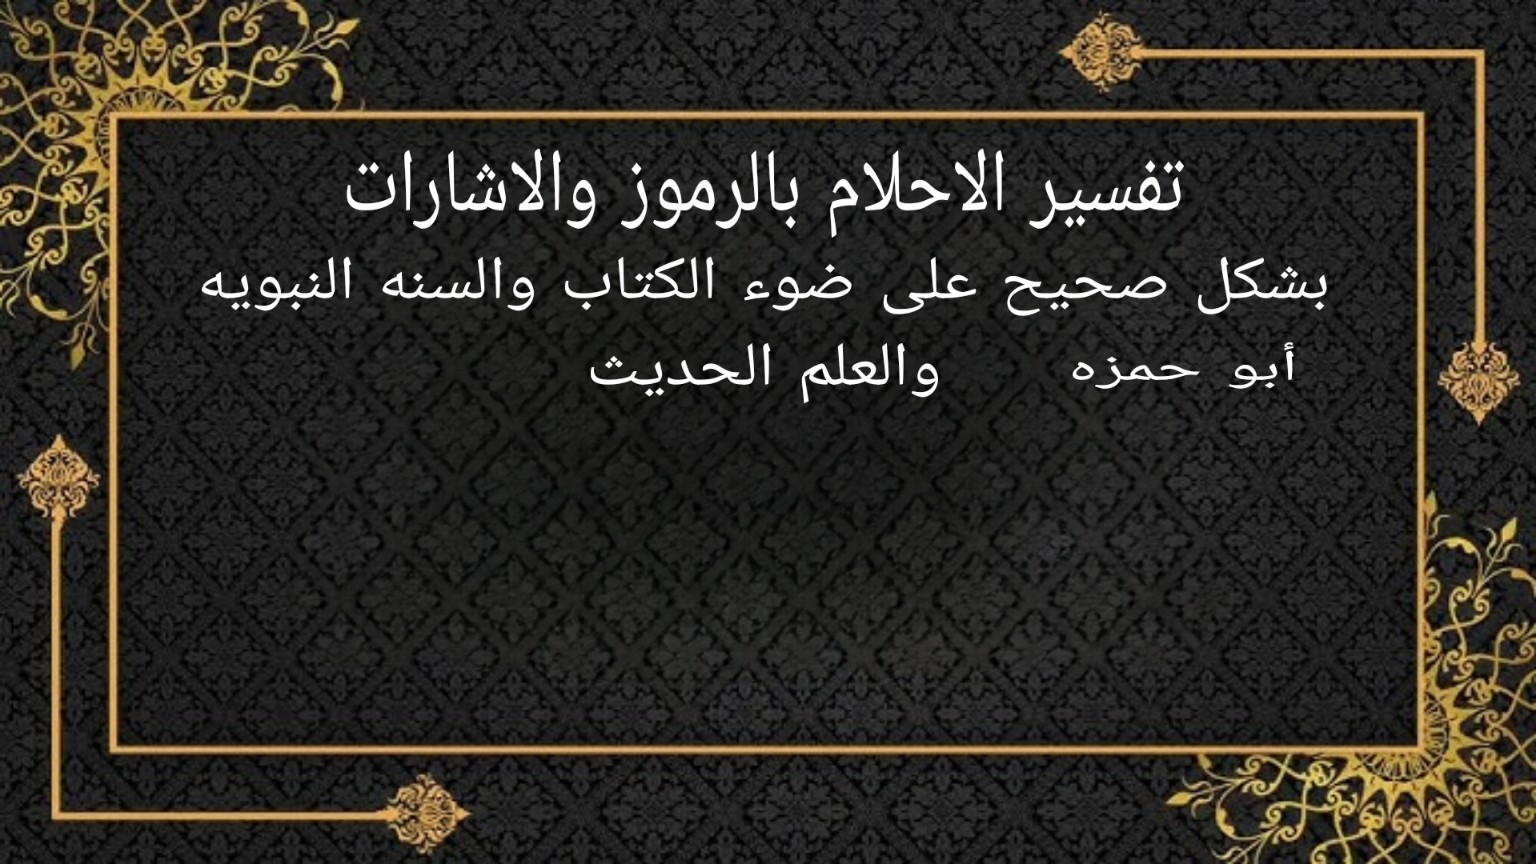 تفسير الاحلام بالرموز والاشارات
بشكل صحيح على ضوء الكتاب والسنه النبويه
أبو حمزه والعلم الحديث